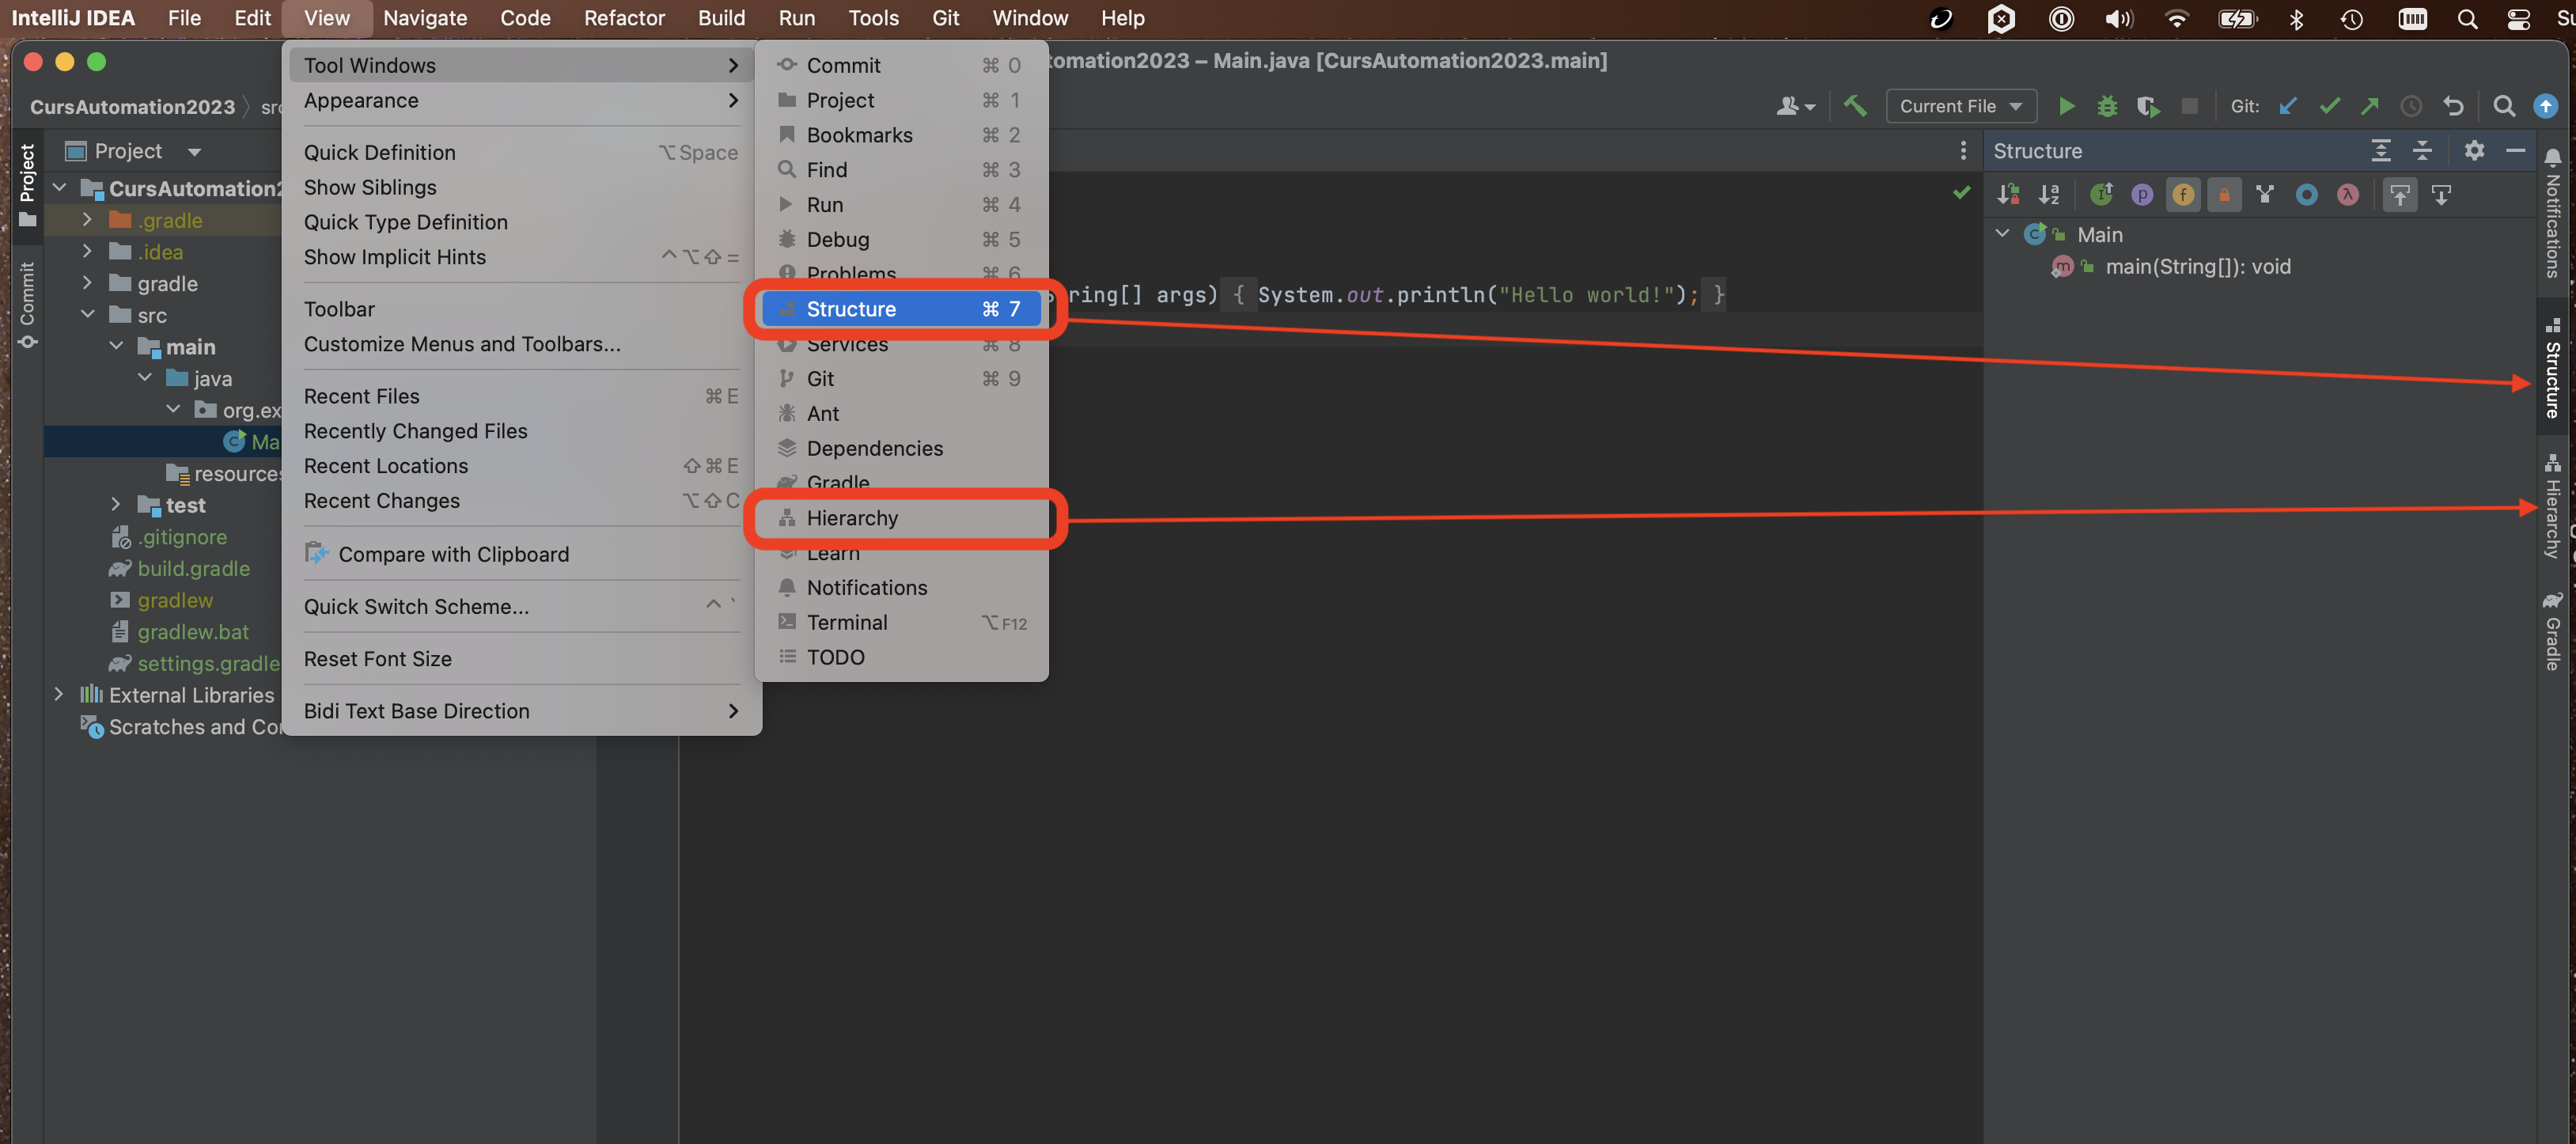 IntelliJ IDEA File Edit View Navigate Code Refactor Build Run Tools Git Window Help
omation2023 – Main.java [CursAutomation2023.main]
CursAutomation2023
Current File
Git:
Project
Project
Commit
CursAutomation2
.gradle
.idea
gradle
src
main
java
org.ex
Ma
resources
test
.gitignore
build.gradle
gradlew
gradlew.bat
settings.gradle
External Libraries
Scratches and Co
Tool Windows
Appearance
Quick Definition ⌥Space
Show Siblings
Quick Type Definition
Show Implicit Hints ^⌥⇧=
Toolbar
Customize Menus and Toolbars...
Recent Files ⌘E
Recently Changed Files
Recent Locations ⇧⌘E
Recent Changes ⌥⇧C
Compare with Clipboard
Quick Switch Scheme... ^`
Reset Font Size
Bidi Text Base Direction
Commit ⌘ 0
Project ⌘ 1
Bookmarks ⌘ 2
Find ⌘ 3
Run ⌘ 4
Debug ⌘ 5
Problems ⌘ 6
Structure ⌘ 7
Services ⌘ 8
Git ⌘ 9
Ant
Dependencies
Gradle
Hierarchy
Learn
Notifications
Terminal ⌥F12
TODO
ring[] args) { System.out.println("Hello world!"); }
Structure
Main
main(String[]): void
Notifications
Structure
Hierarchy
Gradle